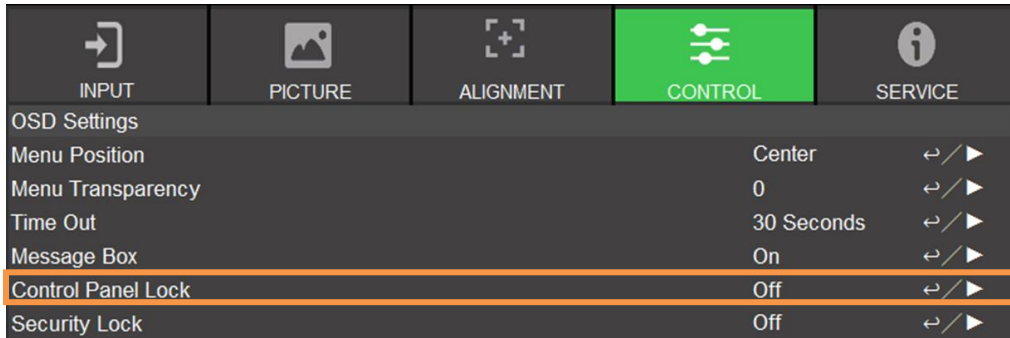 INPUT PICTURE ALIGNMENT CONTROL SERVICE
OSD Settings
Menu Position Center
Menu Transparency 0
Time Out 30 Seconds
Message Box On
Control Panel Lock Off
Security Lock Off